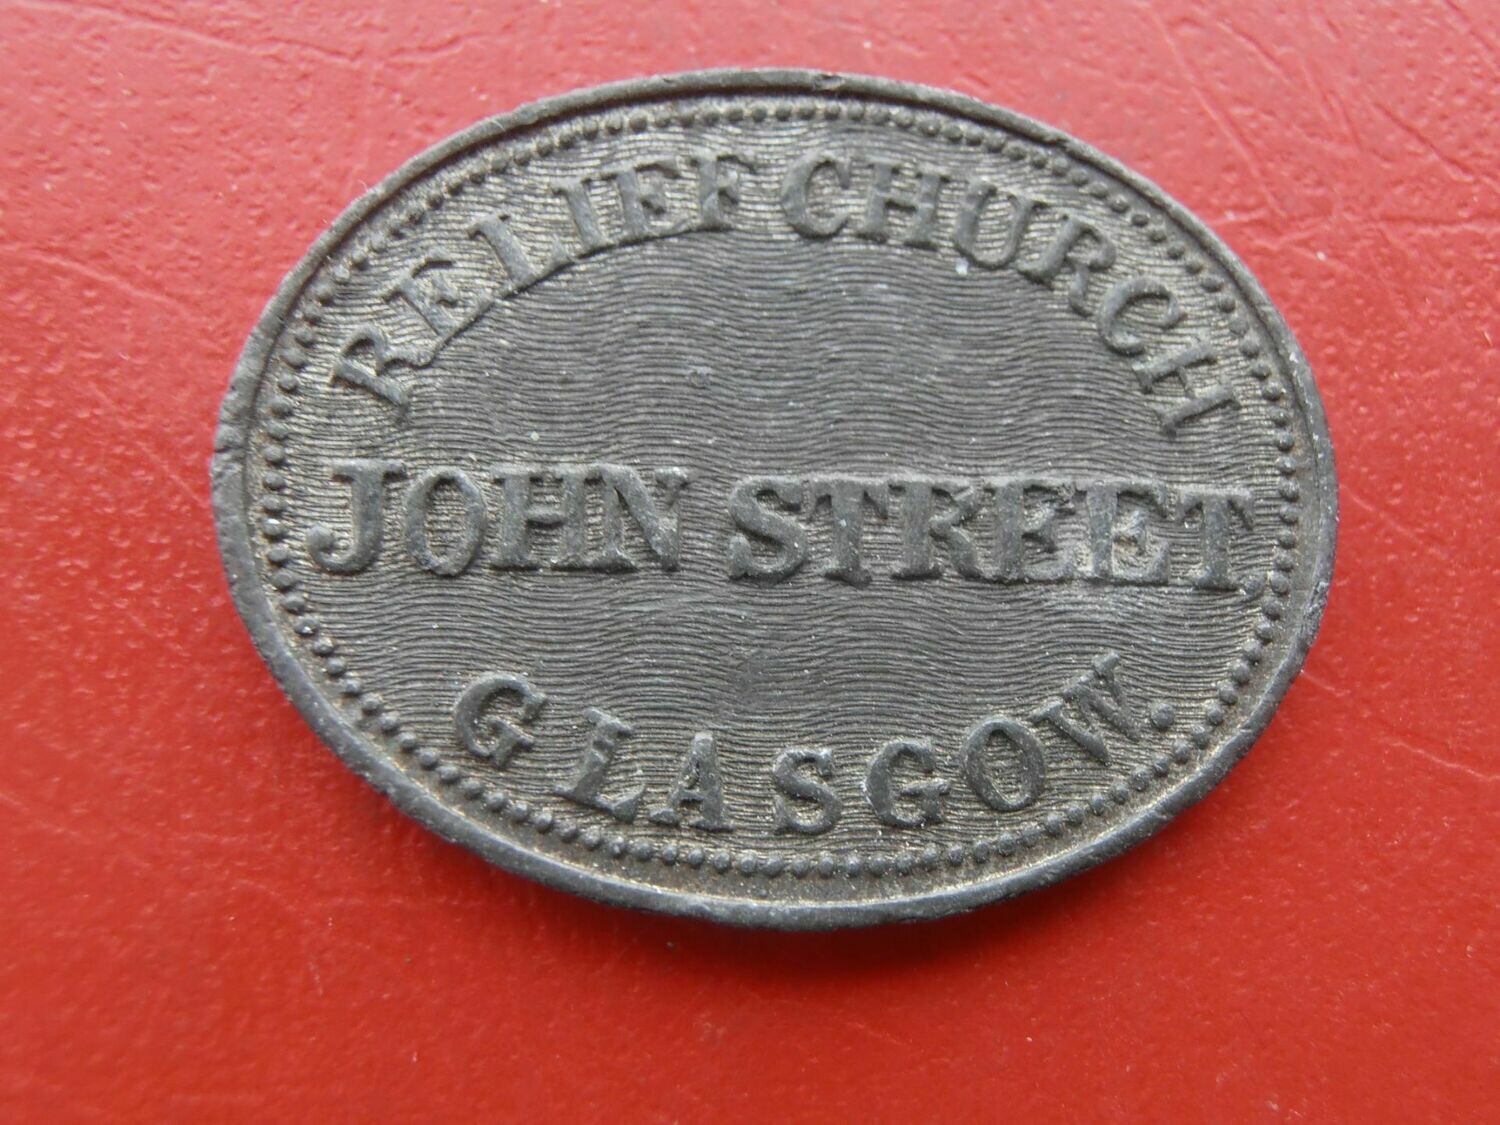 RELIEF CHURCH
JOHN STREET,
GLASGOW.